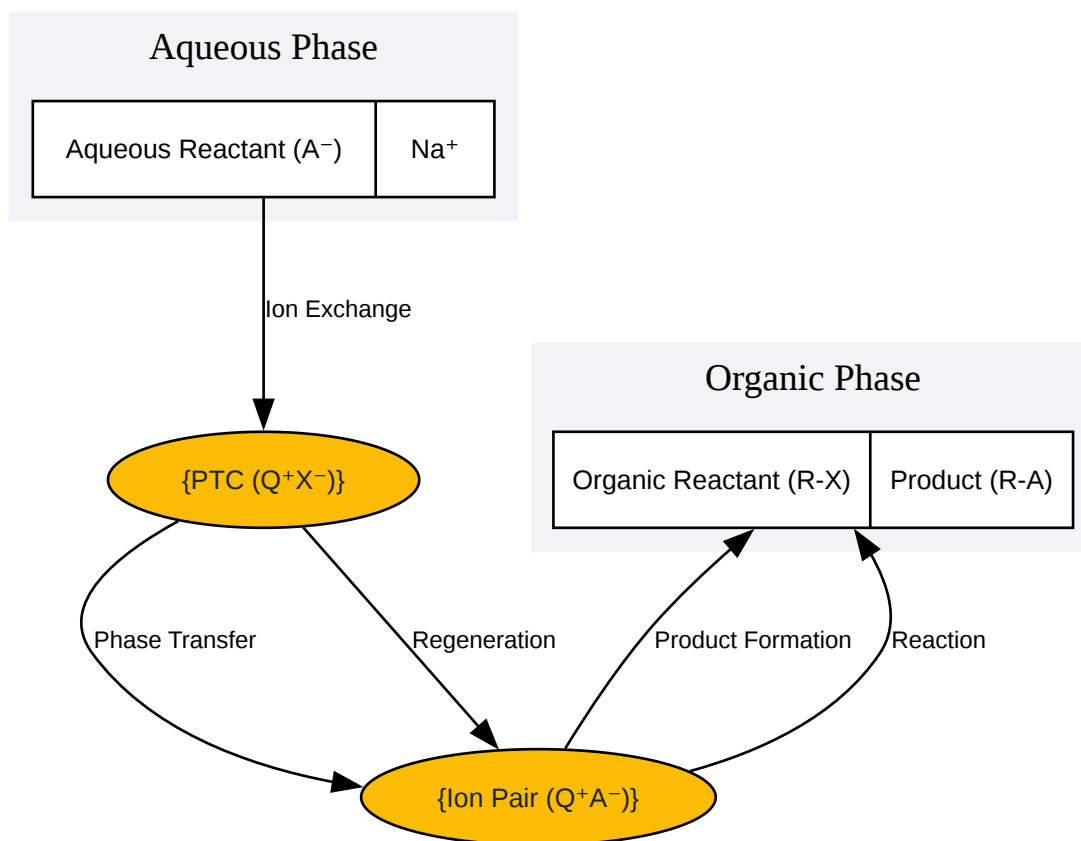 Aqueous Phase
Aqueous Reactant (A⁻)
Na⁺
Ion Exchange
Organic Phase
Organic Reactant (R-X)
Product (R-A)
{PTC (Q⁺X⁻)}
Phase Transfer
Regeneration
Product Formation
Reaction
{Ion Pair (Q⁺A⁻)}